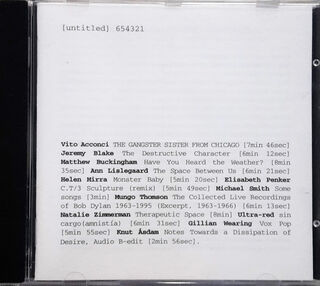 [untitled] 654321
Vito Acconci THE GANGSTER SISTER FROM CHICAGO [7min 46sec]
Jeremy Blake The Destructive Character [6min 12sec]
Matthew Buckingham Have You Heard the Weather? [8min
35sec] Ann Lislegaard The Space Between Us [6min 21sec]
Helen Mirra Monster Baby [5min 20sec] Elisabeth Penker
C.T/3 Sculpture (remix) [5min 49sec] Michael Smith Some
songs [3min] Mungo Thomson The Collected Live Recordings
of Bob Dylan 1963-1995 (Excerpt, 1963-1966) [6min 13sec]
Natalie Zimmerman Therapeutic Space [8min] Ultra-red sin
cargo(amnistía) [6min 31sec] Gillian Wearing Vox Pop
[5min 55sec] Knut Åsdam Notes Towards a Dissipation of
Desire, Audio B-edit [2min 56sec].